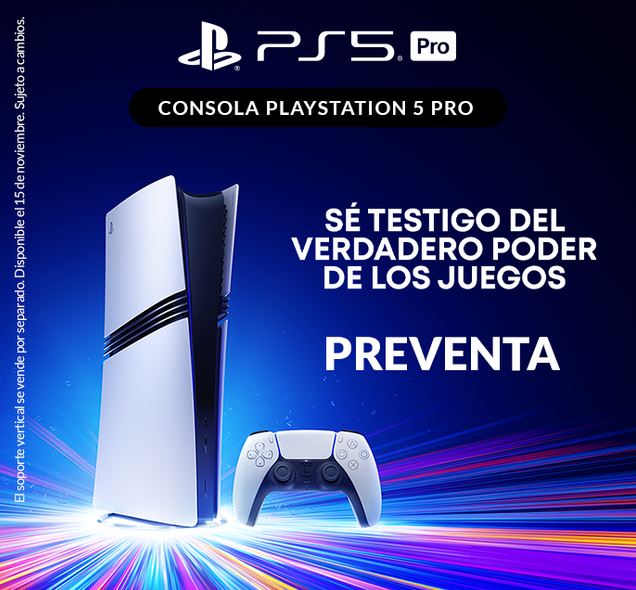 PS5 Pro
CONSOLA PLAYSTATION 5 PRO
SÉ TESTIGO DEL
VERDADERO PODER
DE LOS JUEGOS
PREVENTA
El soporte vertical se vende por separado. Disponible el 15 de noviembre. Sujeto a cambios.